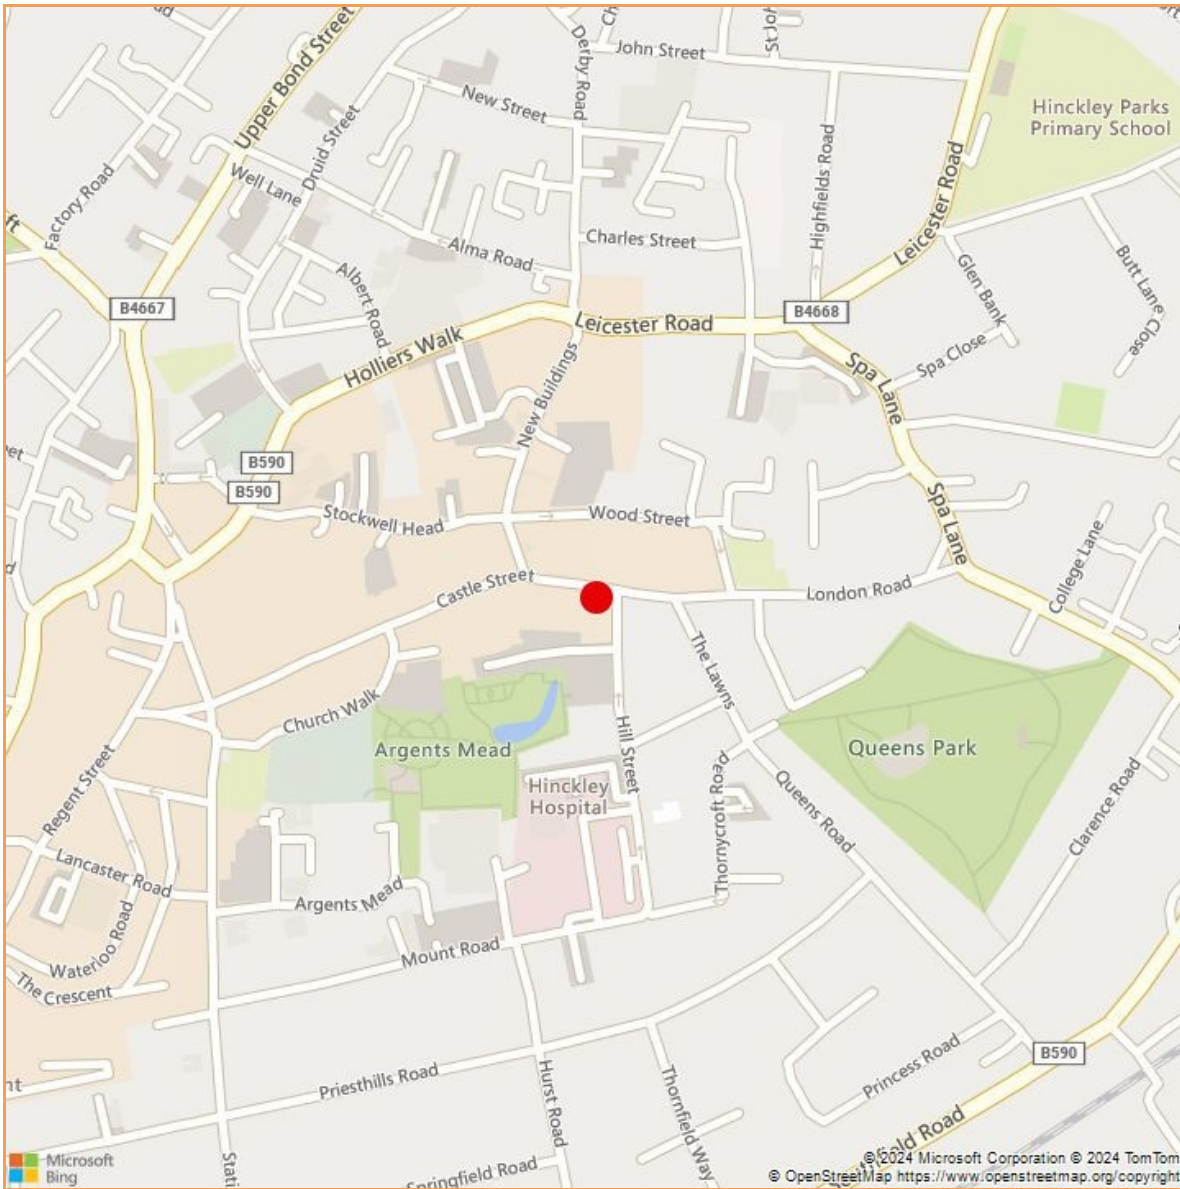 Upper Bond Street
Derby Road
John Street
New Street
Druid Street
Well Lane
Factory Road
Highfields Road
Leicester Road
Hinckley Parks
Primary School
Alma Road
Charles Street
Albert Road
Glen Bank
Butt Lane
Close
B4667
B4668
Leicester Road
Holliers Walk
Spa Close
Spa Lane
New Buildings
B590
B590
Stockwell Head
Wood Street
Spa Lane
College Lane
Castle Street
London Road
The Lawns
Church Walk
Argents Mead
Hill Street
Queens Park
Hinckley
Hospital
Thornycroft Road
Queens Road
Clarence Road
Regent Street
Lancaster Road
Argents Mead
Waterloo Road
Mount Road
The Crescent
B590
Priesthills Road
Hurst Road
Thornfield Way
Princess Road
Springfield Road
Microsoft
Bing
© 2024 Microsoft Corporation © 2024 TomTom
© OpenStreetMap https://www.openstreetmap.org/copyright